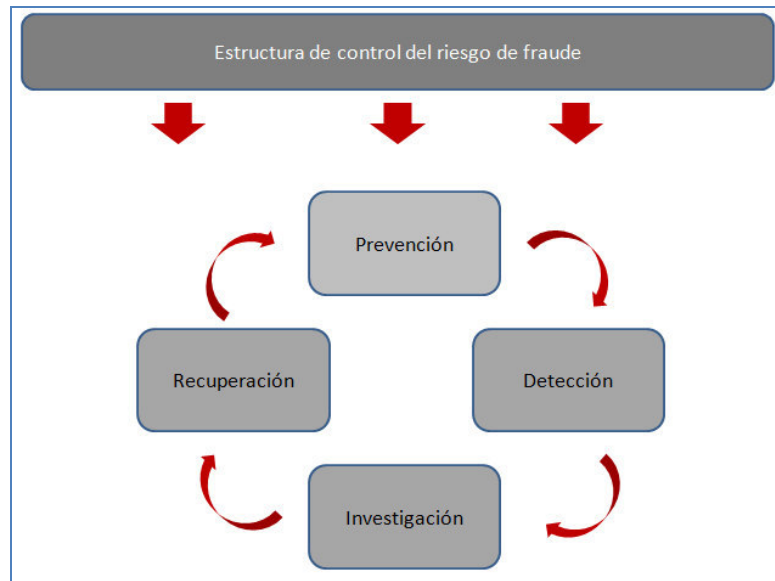 Estructura de control del riesgo de fraude
Prevención
Recuperación
Detección
Investigación